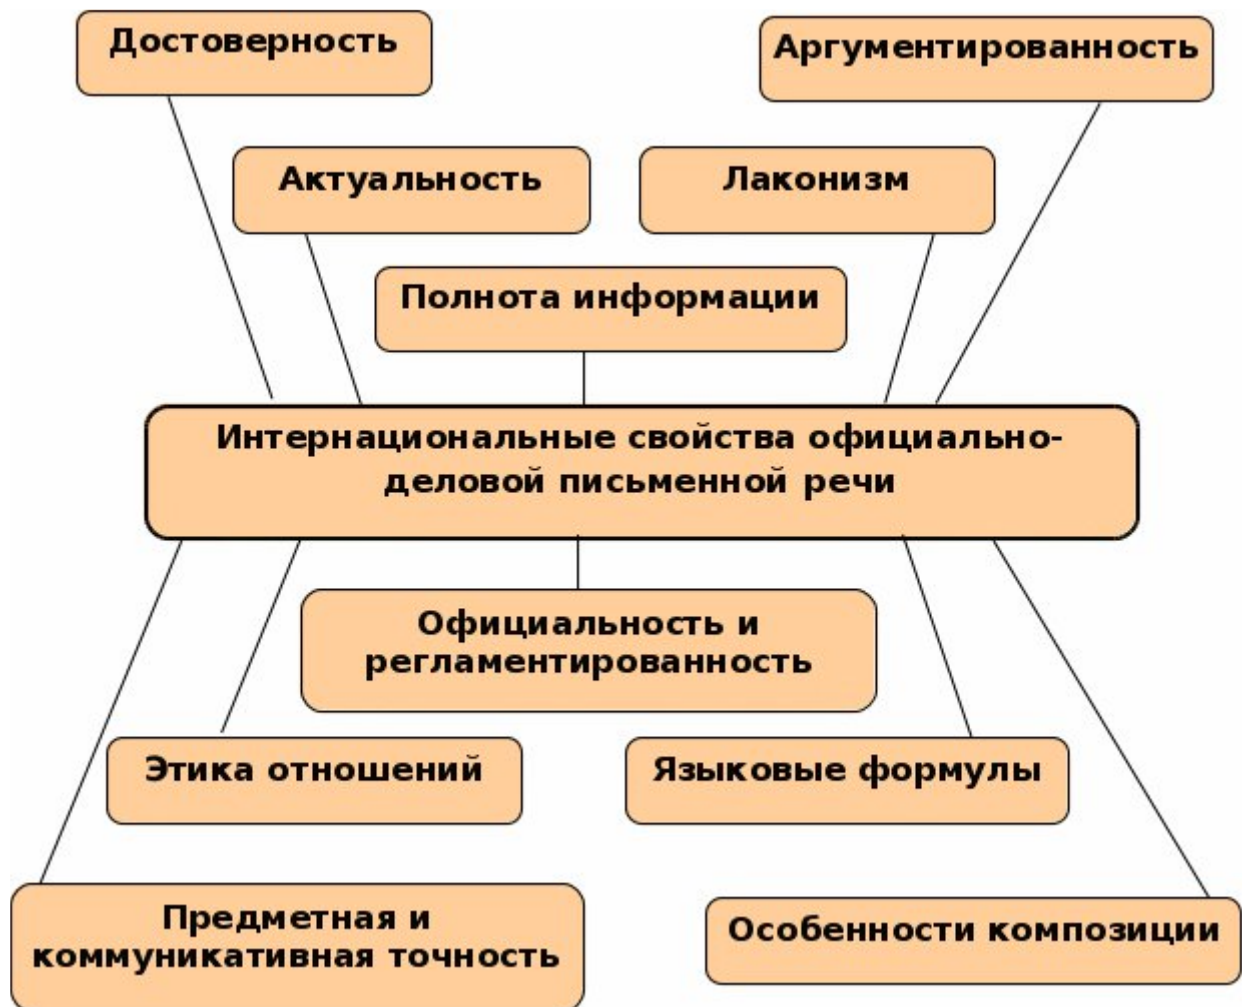 Достоверность
Аргументированность
Актуальность
Лаконизм
Полнота информации
Интернациональные свойства официально-
деловой письменной речи
Официальность и
регламентированность
Этика отношений
Языковые формулы
Предметная и
коммуникативная точность
Особенности композиции